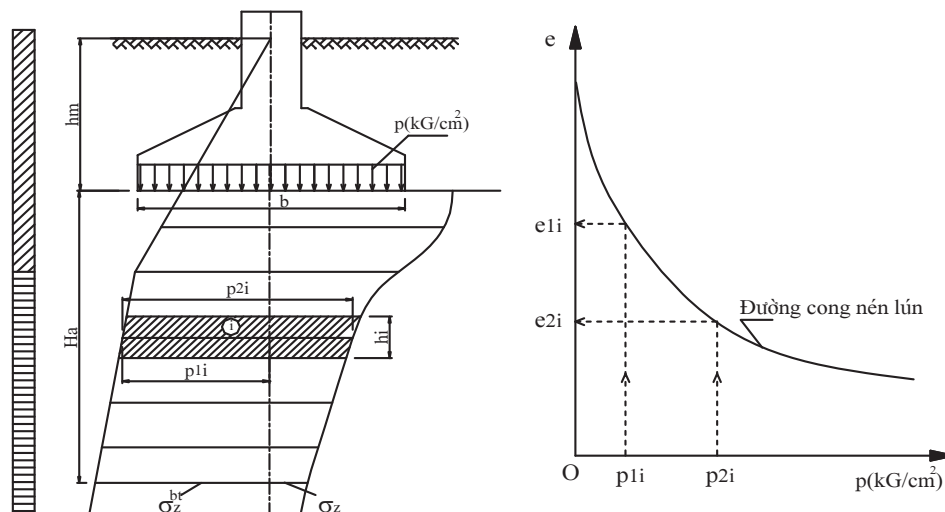 hm
p(kG/cm²)
b
Ha
p2i
i
hi
p1i
σz^bt
σz
e
e1i
e2i
Đường cong nén lún
O
p1i
p2i
p(kG/cm²)